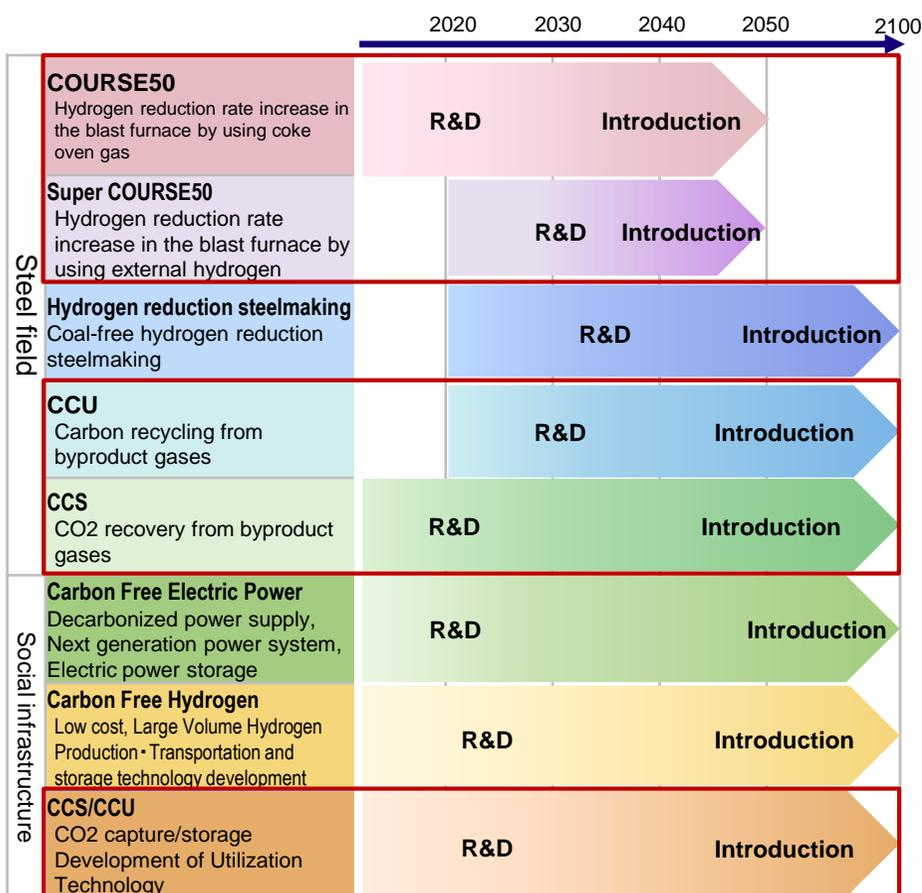 2020 2030 2040 2050 2100
Steel field
COURSE50
Hydrogen reduction rate increase in
the blast furnace by using coke
oven gas
R&D Introduction
Super COURSE50
Hydrogen reduction rate
increase in the blast furnace by
using external hydrogen
R&D Introduction
Hydrogen reduction steelmaking
Coal-free hydrogen reduction
steelmaking
R&D Introduction
CCU
Carbon recycling from
byproduct gases
R&D Introduction
CCS
CO2 recovery from byproduct
gases
R&D Introduction
Social infrastructure
Carbon Free Electric Power
Decarbonized power supply,
Next generation power system,
Electric power storage
R&D Introduction
Carbon Free Hydrogen
Low cost, Large Volume Hydrogen
Production・Transportation and
storage technology development
R&D Introduction
CCS/CCU
CO2 capture/storage
Development of Utilization
Technology
R&D Introduction